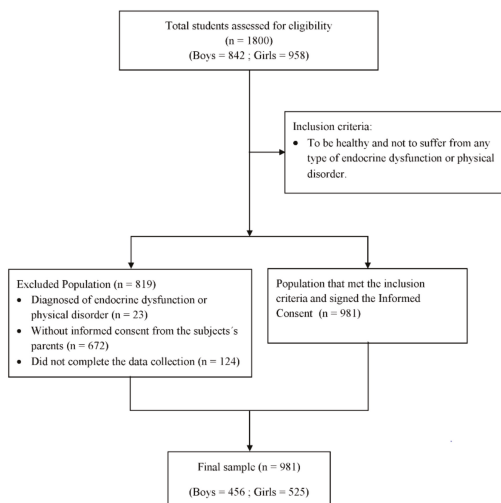 Total students assessed for eligibility
(n = 1800)
(Boys = 842 ; Girls = 958)
Inclusion criteria:
• To be healthy and not to suffer from any
type of endocrine dysfunction or physical
disorder.
Excluded Population (n = 819)
• Diagnosed of endocrine dysfunction or
physical disorder (n = 23)
• Without informed consent from the subjects´s
parents (n = 672)
• Did not complete the data collection (n = 124)
Population that met the inclusion
criteria and signed the Informed
Consent (n = 981)
Final sample (n = 981)
(Boys = 456 ; Girls = 525)